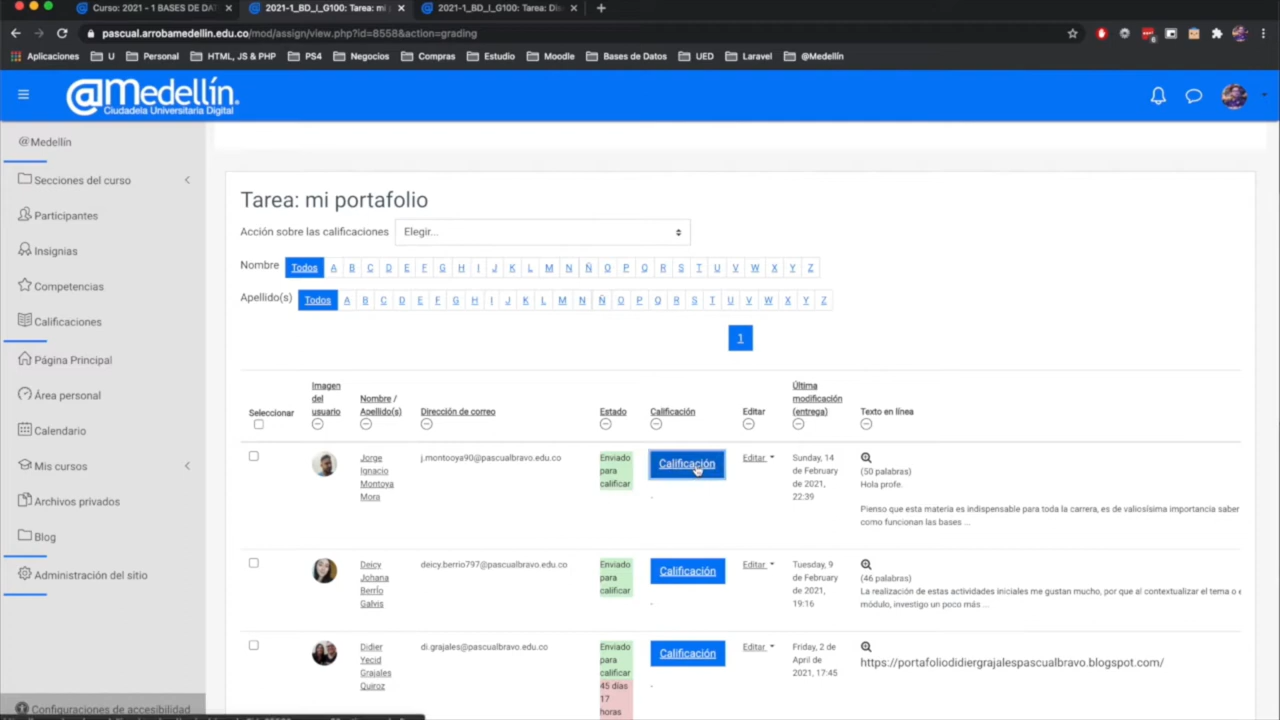 Curso: 2021 - 1 BASES DE DAT
2021-1_BD_I_G100: Tarea: mi
2021-1_BD_I_G100: Tarea: Di
pascual.arrobamedellin.edu.co/mod/assign/view.php?id=8558&action=grading
Aplicaciones U Personal HTML, JS & PHP PS4 Negocios Compras Estudio Moodle Bases de Datos UED Laravel @Medellín
@Medellín.
Ciudadela Universitaria Digital
@Medellín
Secciones del curso
Participantes
Insignias
Competencias
Calificaciones
Página Principal
Área personal
Calendario
Mis cursos
Archivos privados
Blog
Administración del sitio
Configuraciones de accesibilidad
Tarea: mi portafolio
Acción sobre las calificaciones Elegir...
Nombre Todos A B C D E F G H I J K L M N Ñ O P Q R S T U V W X Y Z
Apellido(s) Todos A B C D E F G H I J K L M N Ñ O P Q R S T U V W X Y Z
1
Seleccionar
Imagen
del
usuario
Nombre /
Apellido(s)
Dirección de correo
Estado
Calificación
Editar
Última
modificación
(entrega)
Texto en línea
Jorge
Ignacio
Montoya
Mora
j.montooya90@pascualbravo.edu.co
Enviado
para
calificar
Calificación
-
Editar
Sunday, 14
de February
de 2021,
22:39
(50 palabras)
Hola profe.
Pienso que esta materia es indispensable para toda la carrera, es de valiosísima importancia saber
como funcionan las bases ...
Deicy
Johana
Berrío
Galvis
deicy.berrio797@pascualbravo.edu.co
Enviado
para
calificar
Calificación
-
Editar
Tuesday, 9
de February
de 2021,
19:16
(46 palabras)
La realización de estas actividades iniciales me gustan mucho, por que al contextualizar el tema o
módulo, investigo un poco más ...
Didier
Yecid
Grajales
Quiroz
di.grajales@pascualbravo.edu.co
Enviado
para
calificar
45 días
17
horas
Calificación
-
Editar
Friday, 2 de
April de
2021, 17:45
https://portafoliodidiergrajalespascualbravo.blogspot.com/